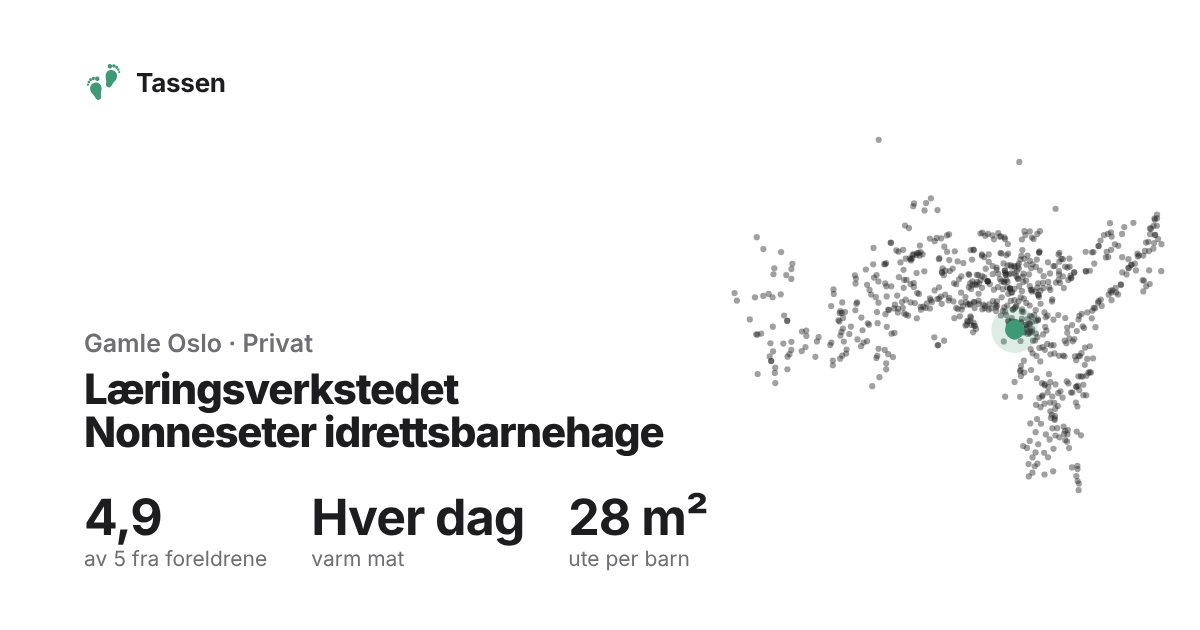 Tassen
Gamle Oslo · Privat
Læringsverkstedet
Nonneseter idrettsbarnehage
4,9
av 5 fra foreldrene
Hver dag
varm mat
28 m²
ute per barn